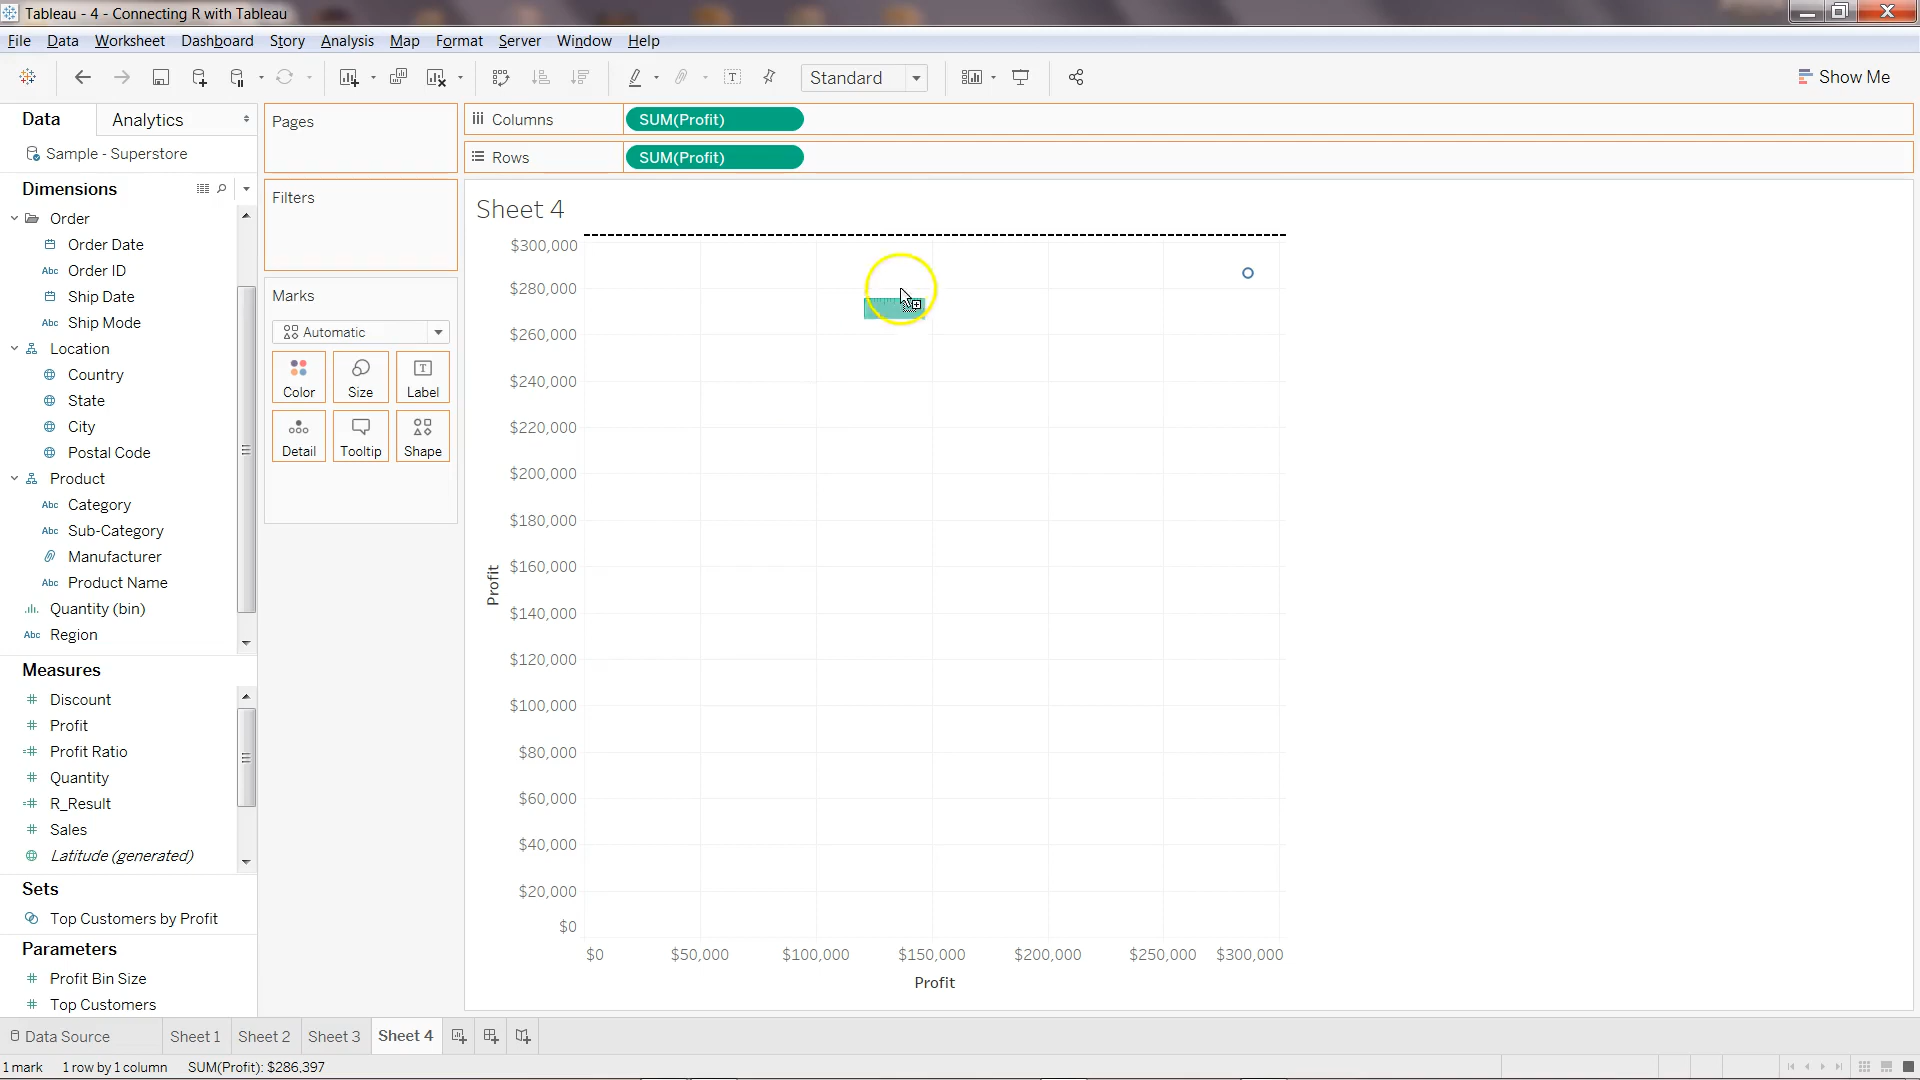 Tableau - 4 - Connecting R with Tableau
File Data Worksheet Dashboard Story Analysis Map Format Server Window Help
Standard
Show Me
Data
Analytics
Sample - Superstore
Dimensions
Order
Order Date
Abc Order ID
Ship Date
Abc Ship Mode
Location
Country
State
City
Postal Code
Product
Abc Category
Abc Sub-Category
Manufacturer
Abc Product Name
Quantity (bin)
Abc Region
Measures
# Discount
# Profit
=# Profit Ratio
# Quantity
=# R_Result
# Sales
Latitude (generated)
Sets
Top Customers by Profit
Parameters
# Profit Bin Size
# Top Customers
Pages
Filters
Marks
Automatic
Color
Size
Label
Detail
Tooltip
Shape
Columns
SUM(Profit)
Rows
SUM(Profit)
Sheet 4
$300,000
$280,000
$260,000
$240,000
$220,000
$200,000
$180,000
$160,000
$140,000
$120,000
$100,000
$80,000
$60,000
$40,000
$20,000
$0
Profit
$0 $50,000 $100,000 $150,000 $200,000 $250,000 $300,000
Profit
Data Source
Sheet 1
Sheet 2
Sheet 3
Sheet 4
1 mark
1 row by 1 column
SUM(Profit): $286,397